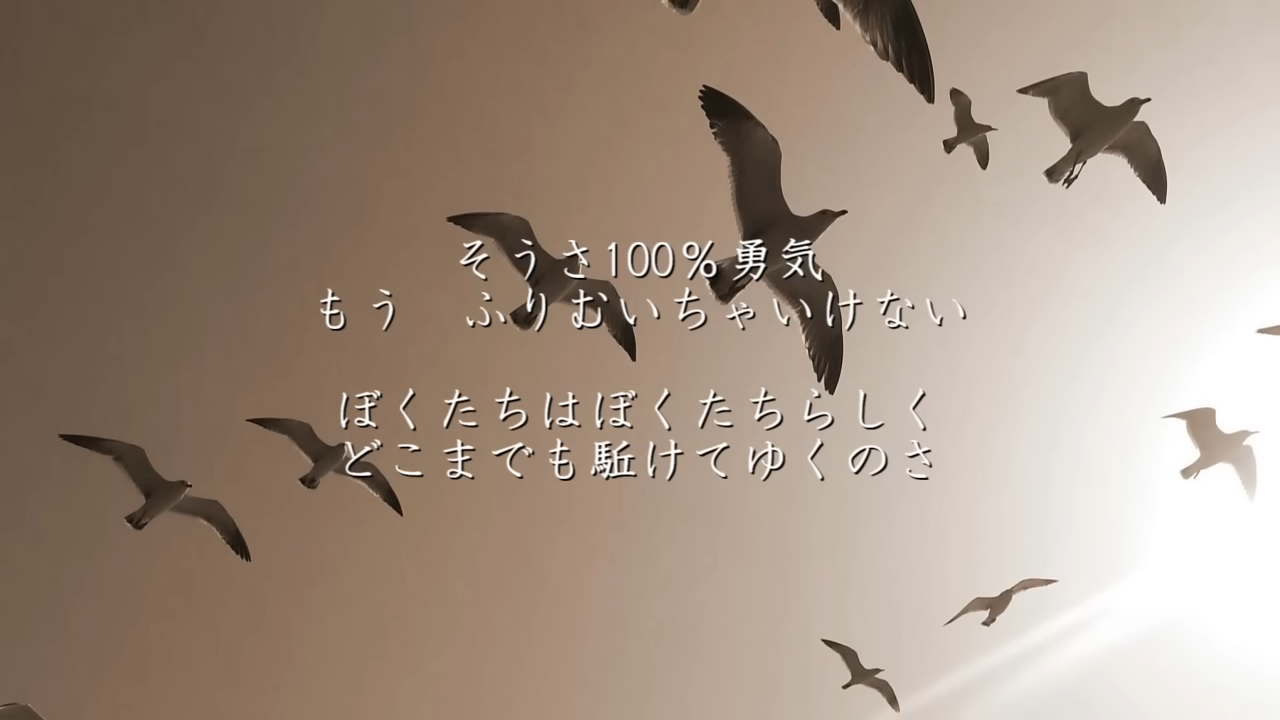 そうさ100%勇気
もう　ふりむいちゃいけない
ぼくたちはぼくたちらしく
どこまでも駈けてゆくのさ